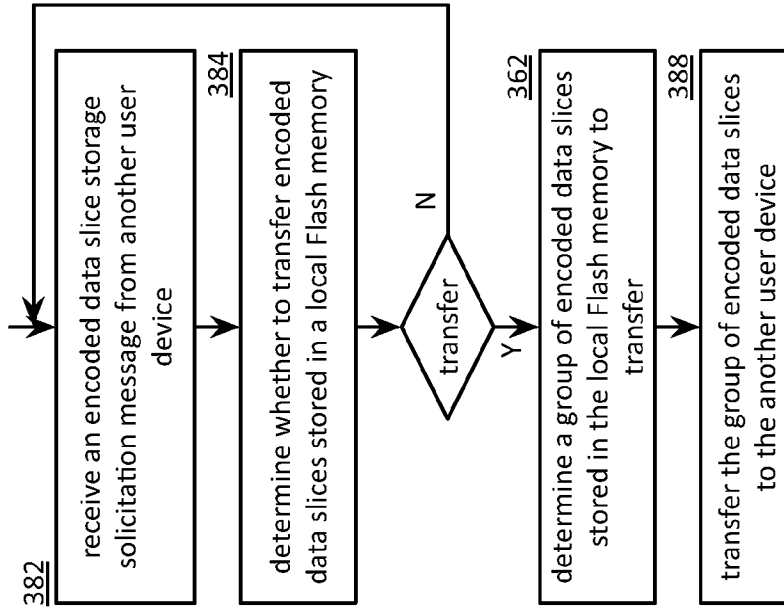 382
receive an encoded data slice storage
solicitation message from another user
device
384
determine whether to transfer encoded
data slices stored in a local Flash memory
transfer
N
Y
362
determine a group of encoded data slices
stored in the local Flash memory to
transfer
388
transfer the group of encoded data slices
to the another user device